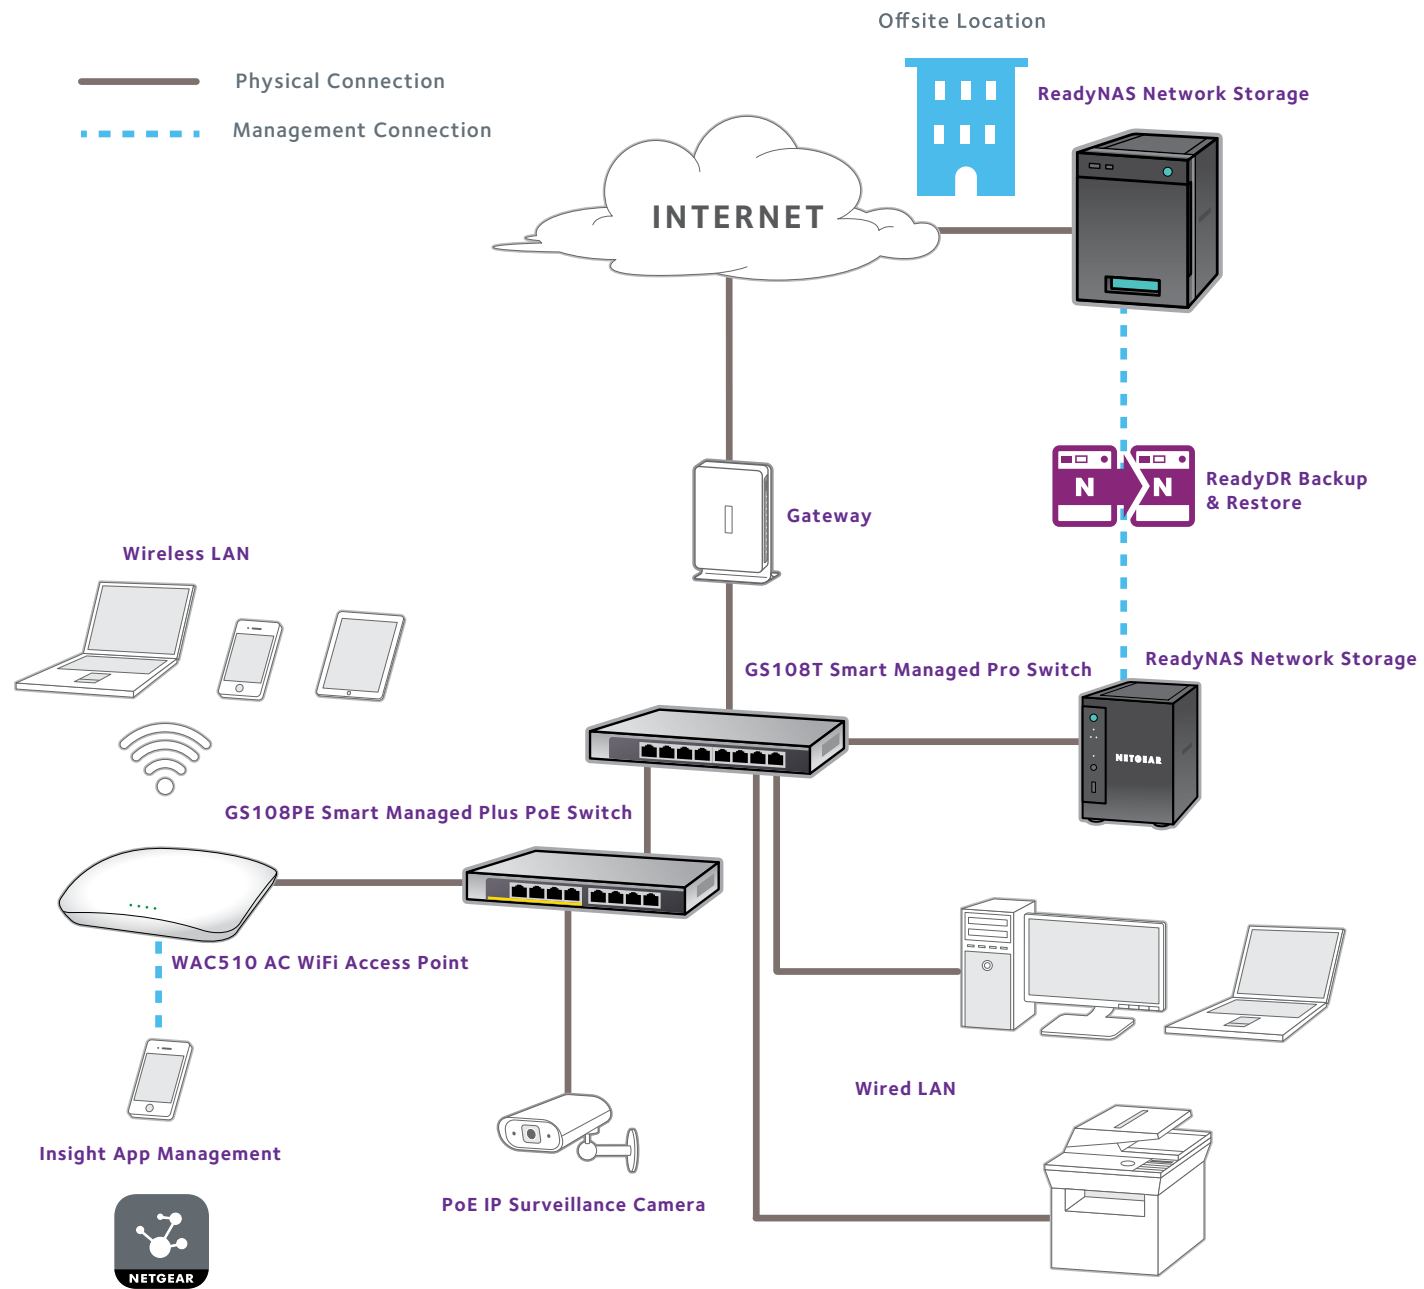 Offsite Location
Physical Connection
ReadyNAS Network Storage
Management Connection
INTERNET
ReadyDR Backup
& Restore
N
N
Gateway
Wireless LAN
GS108T Smart Managed Pro Switch
ReadyNAS Network Storage
NETGEAR
GS108PE Smart Managed Plus PoE Switch
WAC510 AC WiFi Access Point
Wired LAN
Insight App Management
PoE IP Surveillance Camera
NETGEAR